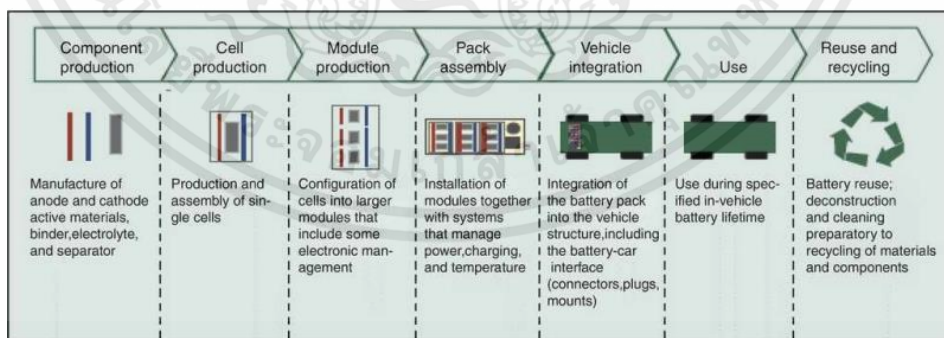 Component
production
Cell
production
Module
production
Pack
assembly
Vehicle
integration
Use
Reuse and
recycling
Manufacture of
anode and cathode
active materials,
binder,electrolyte,
and separator
Production and
assembly of sin-
gle cells
Configuration of
cells into larger
modules that
include some
electronic man-
agement
Installation of
modules together
with systems
that manage
power,charging,
and temperature
Integration of
the battery pack
into the vehicle
structure,including
the battery-car
interface
(connectors,plugs,
mounts)
Use during spec-
ified in-vehicle
battery lifetime
Battery reuse;
deconstruction
and cleaning
preparatory to
recycling of materials
and components